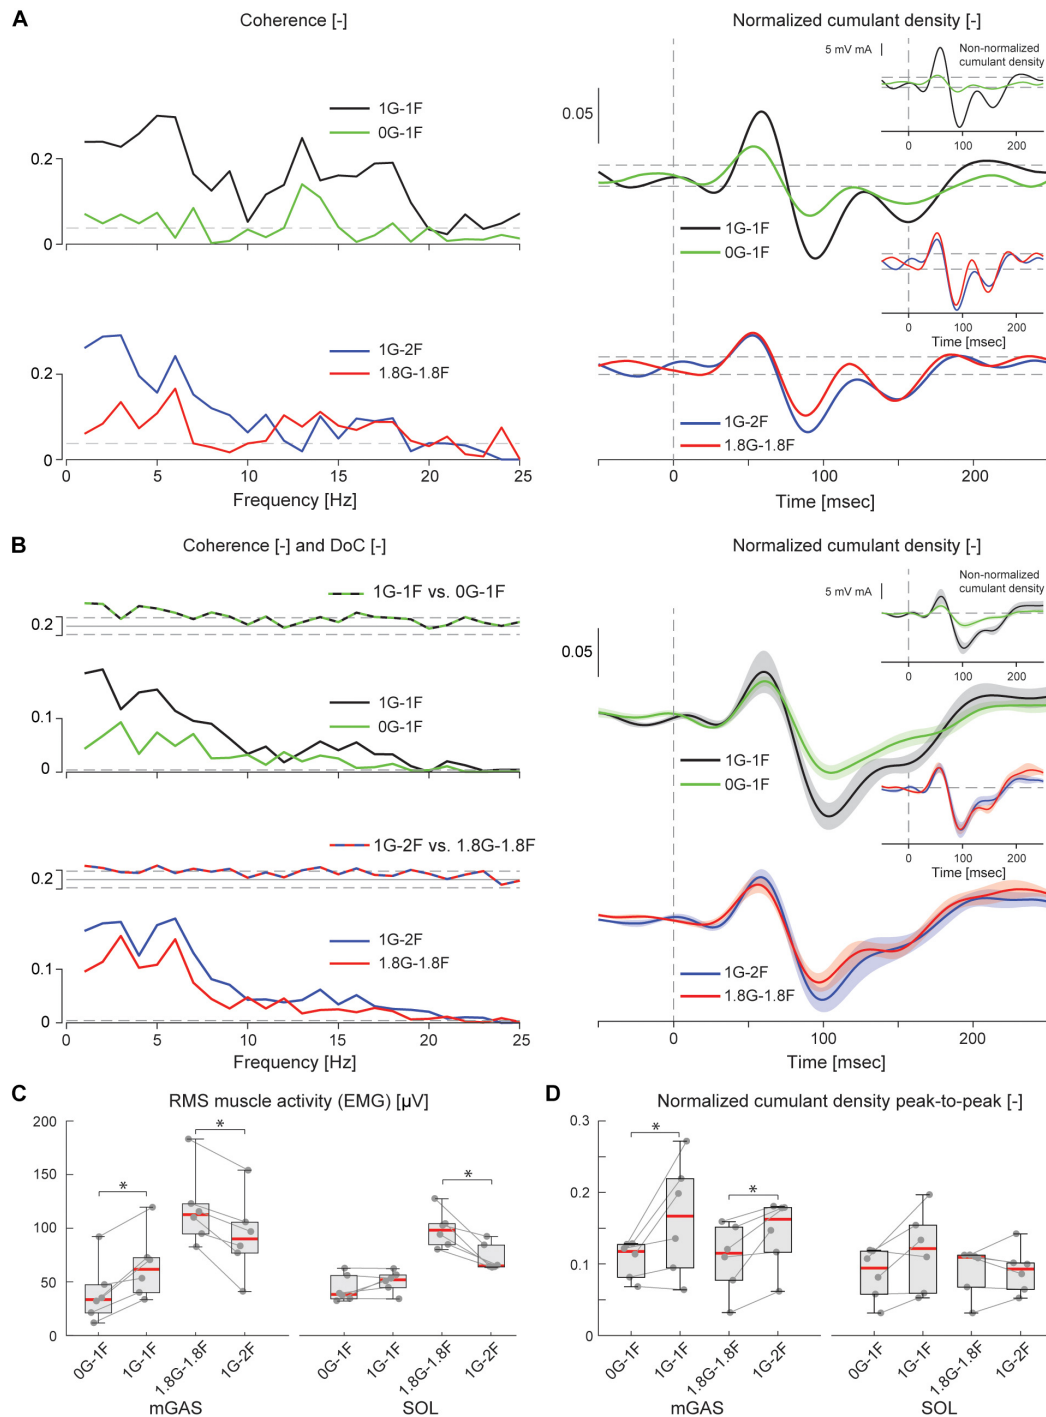 A
Coherence [-]
Normalized cumulant density [-]
5 mV mA
Non-normalized
cumulant density
0.05
1G-1F
0G-1F
0.2
0
0 100 200
1G-1F
0G-1F
1G-2F
1.8G-1.8F
0.2
0
0 100 200
Time [msec]
1G-2F
1.8G-1.8F
0 5 10 15 20 25
Frequency [Hz]
0 100 200
Time [msec]
B
Coherence [-] and DoC [-]
Normalized cumulant density [-]
1G-1F vs. 0G-1F
0.2
5 mV mA
Non-normalized
cumulant density
0.05
0 100 200
1G-1F
0G-1F
0.1
0
1G-1F
0G-1F
0 100 200
Time [msec]
1G-2F vs. 1.8G-1.8F
0.2
1G-2F
1.8G-1.8F
0.1
0
1G-2F
1.8G-1.8F
0 5 10 15 20 25
Frequency [Hz]
0 100 200
Time [msec]
C
RMS muscle activity (EMG) [µV]
200
150
100
50
0
*
*
*
0G-1F
1G-1F
1.8G-1.8F
1G-2F
0G-1F
1G-1F
1.8G-1.8F
1G-2F
mGAS
SOL
D
Normalized cumulant density peak-to-peak [-]
0.3
0.2
0.1
0
*
*
0G-1F
1G-1F
1.8G-1.8F
1G-2F
0G-1F
1G-1F
1.8G-1.8F
1G-2F
mGAS
SOL